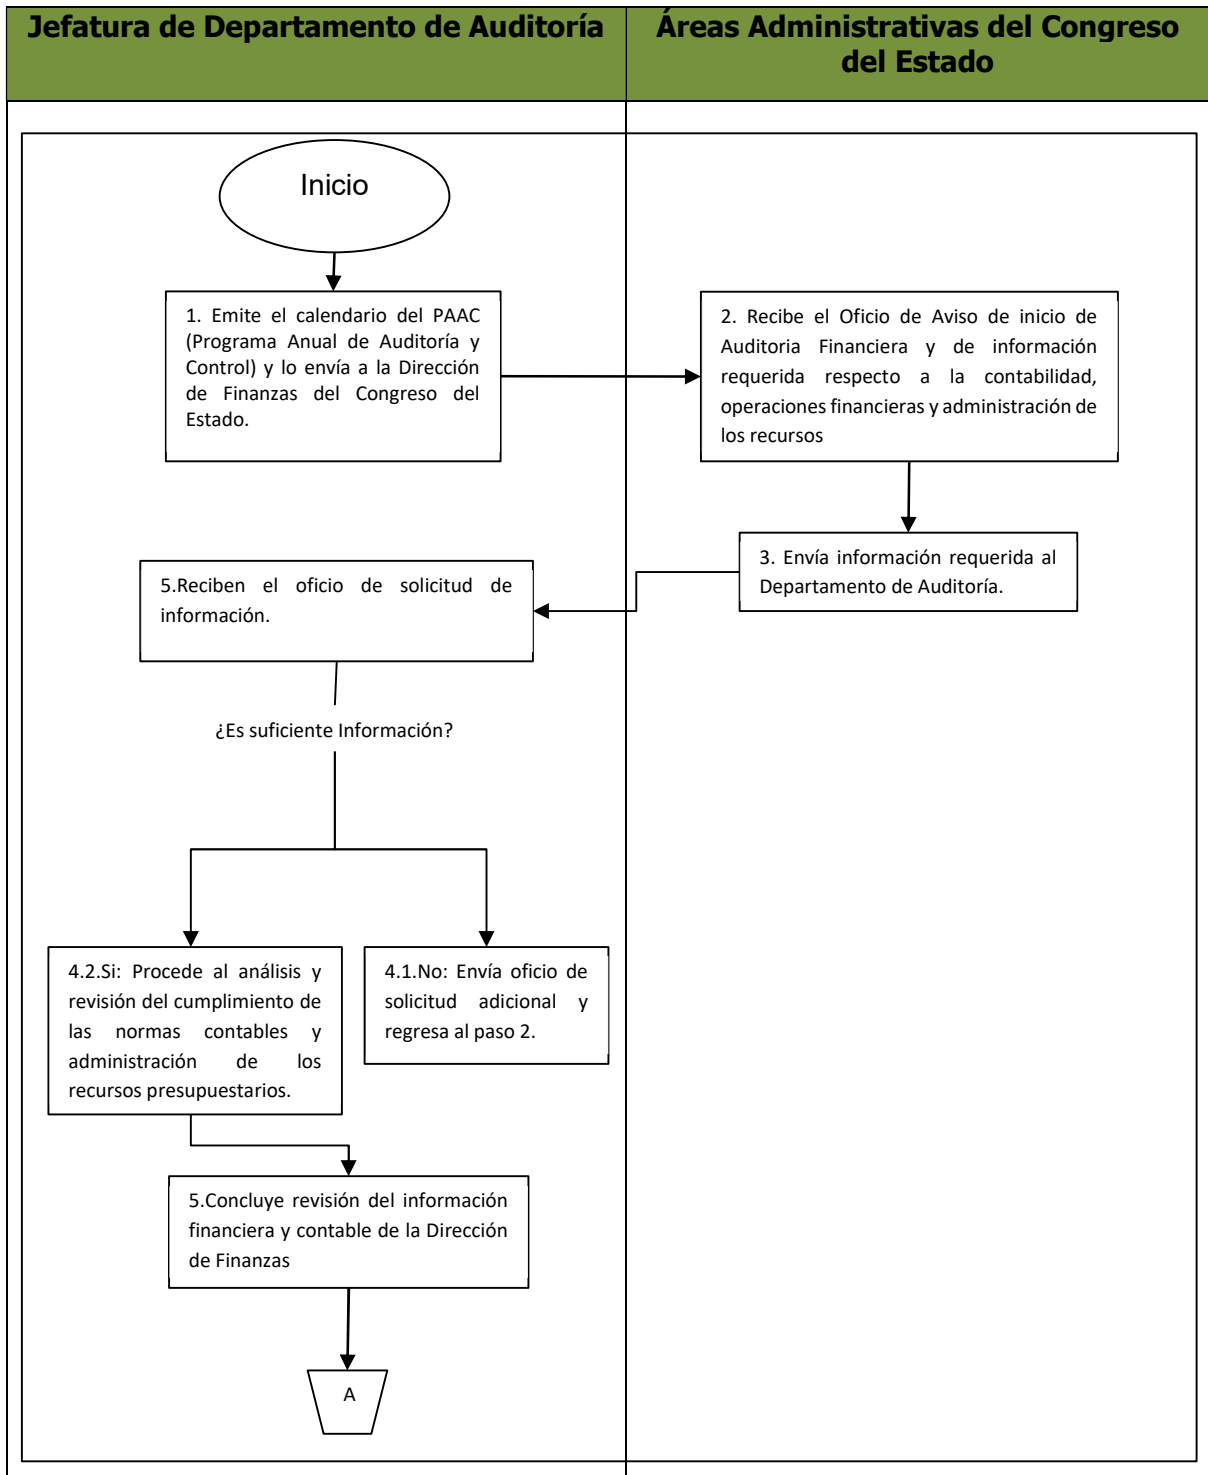 Jefatura de Departamento de Auditoría
Áreas Administrativas del Congreso
del Estado
Inicio
1. Emite el calendario del PAAC
(Programa Anual de Auditoría y
Control) y lo envía a la Dirección
de Finanzas del Congreso del
Estado.
2. Recibe el Oficio de Aviso de inicio de
Auditoria Financiera y de información
requerida respecto a la contabilidad,
operaciones financieras y administración de
los recursos
3. Envía información requerida al
Departamento de Auditoría.
5.Reciben el oficio de solicitud de
información.
¿Es suficiente Información?
4.2.Si: Procede al análisis y
revisión del cumplimiento de
las normas contables y
administración de los
recursos presupuestarios.
4.1.No: Envía oficio de
solicitud adicional y
regresa al paso 2.
5.Concluye revisión del información
financiera y contable de la Dirección
de Finanzas
A